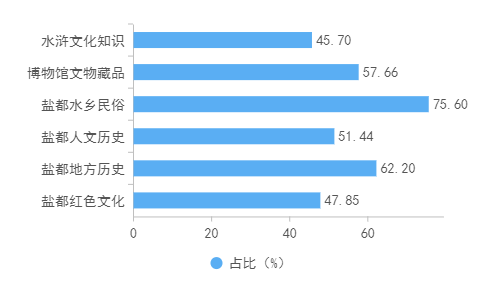 水浒文化知识 45.70
博物馆文物藏品 57.66
盐都水乡民俗 75.60
盐都人文历史 51.44
盐都地方历史 62.20
盐都红色文化 47.85
0 20 40 60
占比（%）